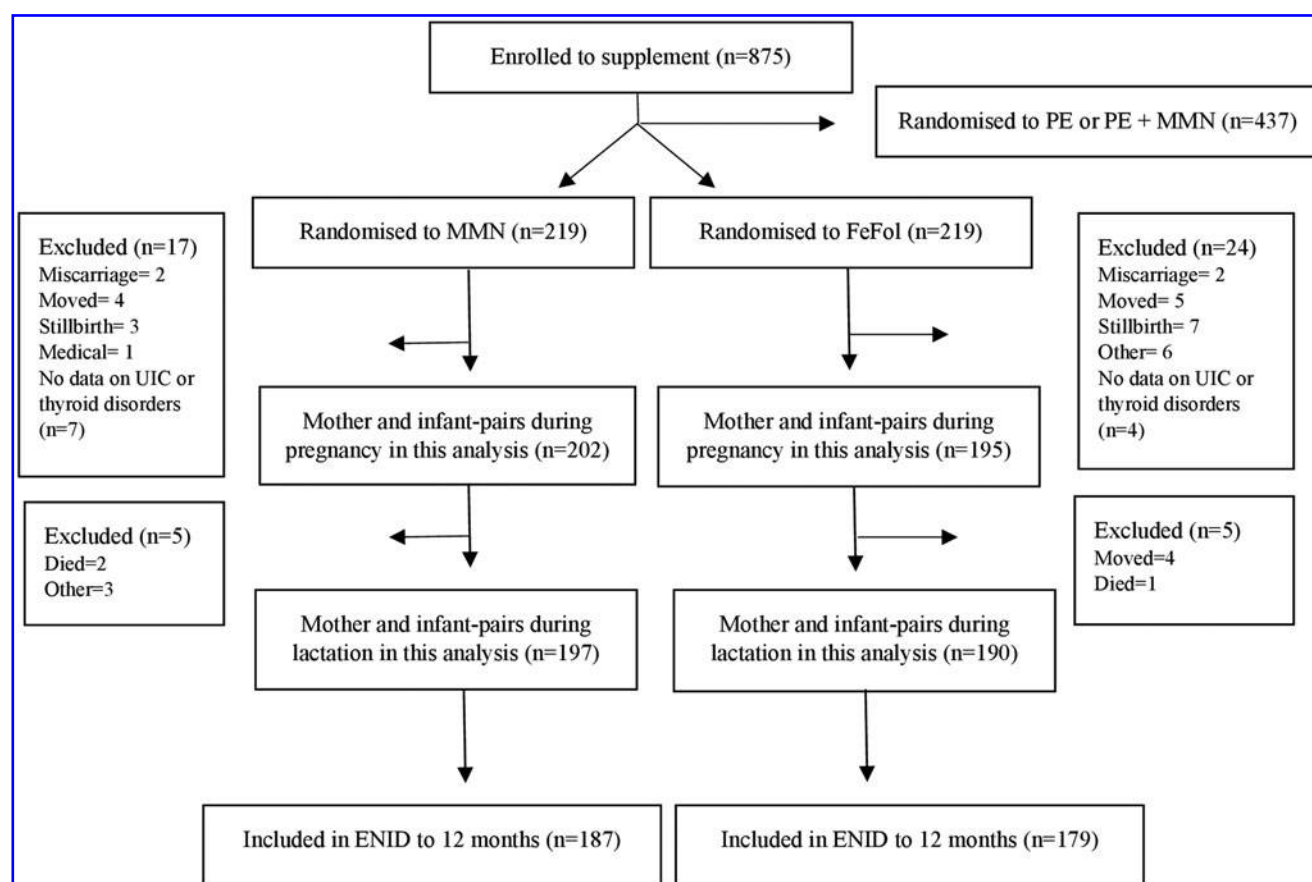 Enrolled to supplement (n=875)
Randomised to PE or PE + MMN (n=437)
Randomised to MMN (n=219)
Randomised to FeFol (n=219)
Excluded (n=17)
Miscarriage= 2
Moved= 4
Stillbirth= 3
Medical= 1
No data on UIC or
thyroid disorders
(n=7)
Excluded (n=24)
Miscarriage= 2
Moved= 5
Stillbirth= 7
Other= 6
No data on UIC or
thyroid disorders
(n=4)
Mother and infant-pairs during
pregnancy in this analysis (n=202)
Mother and infant-pairs during
pregnancy in this analysis (n=195)
Excluded (n=5)
Died=2
Other=3
Excluded (n=5)
Moved=4
Died=1
Mother and infant-pairs during
lactation in this analysis (n=197)
Mother and infant-pairs during
lactation in this analysis (n=190)
Included in ENID to 12 months (n=187)
Included in ENID to 12 months (n=179)